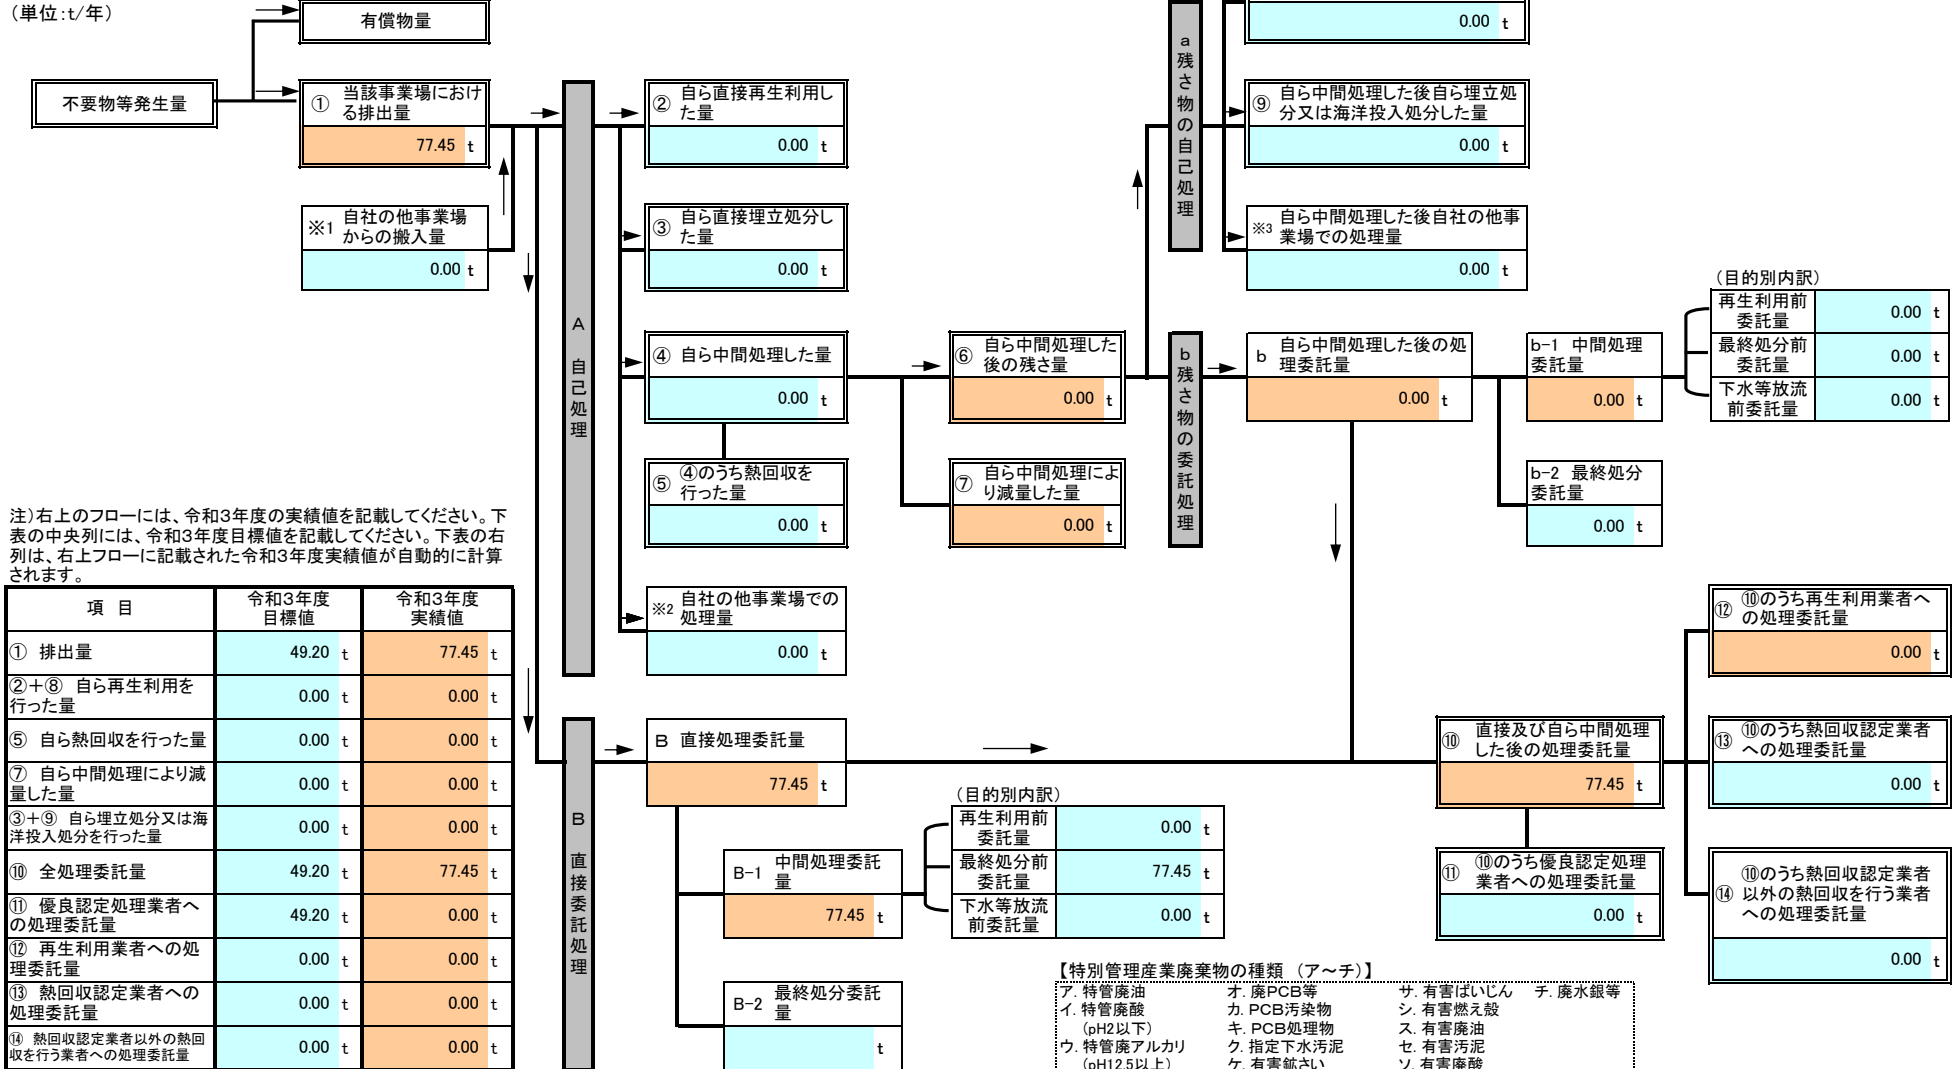 (単位:t/年)
有償物量
不要物等発生量
① 当該事業場におけ
る排出量
77.45 t
※1 自社の他事業場
からの搬入量
0.00 t
A 自己処理
② 自ら直接再生利用し
た量
0.00 t
③ 自ら直接埋立処分し
た量
0.00 t
④ 自ら中間処理した量
0.00 t
⑤ ④のうち熱回収を
行った量
0.00 t
※2 自社の他事業場での
処理量
0.00 t
⑥ 自ら中間処理した
後の残さ量
0.00 t
⑦ 自ら中間処理によ
り減量した量
0.00 t
a 残さ物の自己処理
0.00 t
⑨ 自ら中間処理した後自ら埋立処
分又は海洋投入処分した量
0.00 t
※3 自ら中間処理した後自社の他事
業場での処理量
0.00 t
b 残さ物の委託処理
b 自ら中間処理した後の処
理委託量
0.00 t
b-1 中間処理
委託量
0.00 t
b-2 最終処分
委託量
0.00 t
(目的別内訳)
再生利用前
委託量 0.00 t
最終処分前
委託量 0.00 t
下水等放流
前委託量 0.00 t
注)右上のフローには、令和3年度の実績値を記載してください。下
表の中央列には、令和3年度目標値を記載してください。下表の右
列は、右上フローに記載された令和3年度実績値が自動的に計算
されます。
項 目 令和3年度
目標値 令和3年度
実績値
① 排出量 49.20 t 77.45 t
②+⑧ 自ら再生利用を
行った量 0.00 t 0.00 t
⑤ 自ら熱回収を行った量 0.00 t 0.00 t
⑦ 自ら中間処理により減
量した量 0.00 t 0.00 t
③+⑨ 自ら埋立処分又は海
洋投入処分を行った量 0.00 t 0.00 t
⑩ 全処理委託量 49.20 t 77.45 t
⑪ 優良認定処理業者へ
の処理委託量 49.20 t 0.00 t
⑫ 再生利用業者への処
理委託量 0.00 t 0.00 t
⑬ 熱回収認定業者への
処理委託量 0.00 t 0.00 t
⑭ 熱回収認定業者以外の熱回
収を行う業者への処理委託量 0.00 t 0.00 t
B 直接委託処理
B 直接処理委託量
77.45 t
B-1 中間処理委託
量
77.45 t
B-2 最終処分委託
量
t
(目的別内訳)
再生利用前
委託量 0.00 t
最終処分前
委託量 77.45 t
下水等放流
前委託量 0.00 t
⑩ 直接及び自ら中間処理
した後の処理委託量
77.45 t
⑪ ⑩のうち優良認定処理
業者への処理委託量
0.00 t
⑫ ⑩のうち再生利用業者へ
の処理委託量
0.00 t
⑬ ⑩のうち熱回収認定業者
への処理委託量
0.00 t
⑭ ⑩のうち熱回収認定業者
以外の熱回収を行う業者
への処理委託量
0.00 t
【特別管理産業廃棄物の種類 (ア~チ)】
ア. 特管廃油 オ. 廃PCB等 サ. 有害ばいじん チ. 廃水銀等
イ. 特管廃酸 カ. PCB汚染物 シ. 有害燃え殻
(pH2以下) キ. PCB処理物 ス. 有害廃油
ウ. 特管廃アルカリ ク. 指定下水汚泥 セ. 有害汚泥
(pH12.5以上) ケ. 有害鉱さい ソ. 有害廃酸